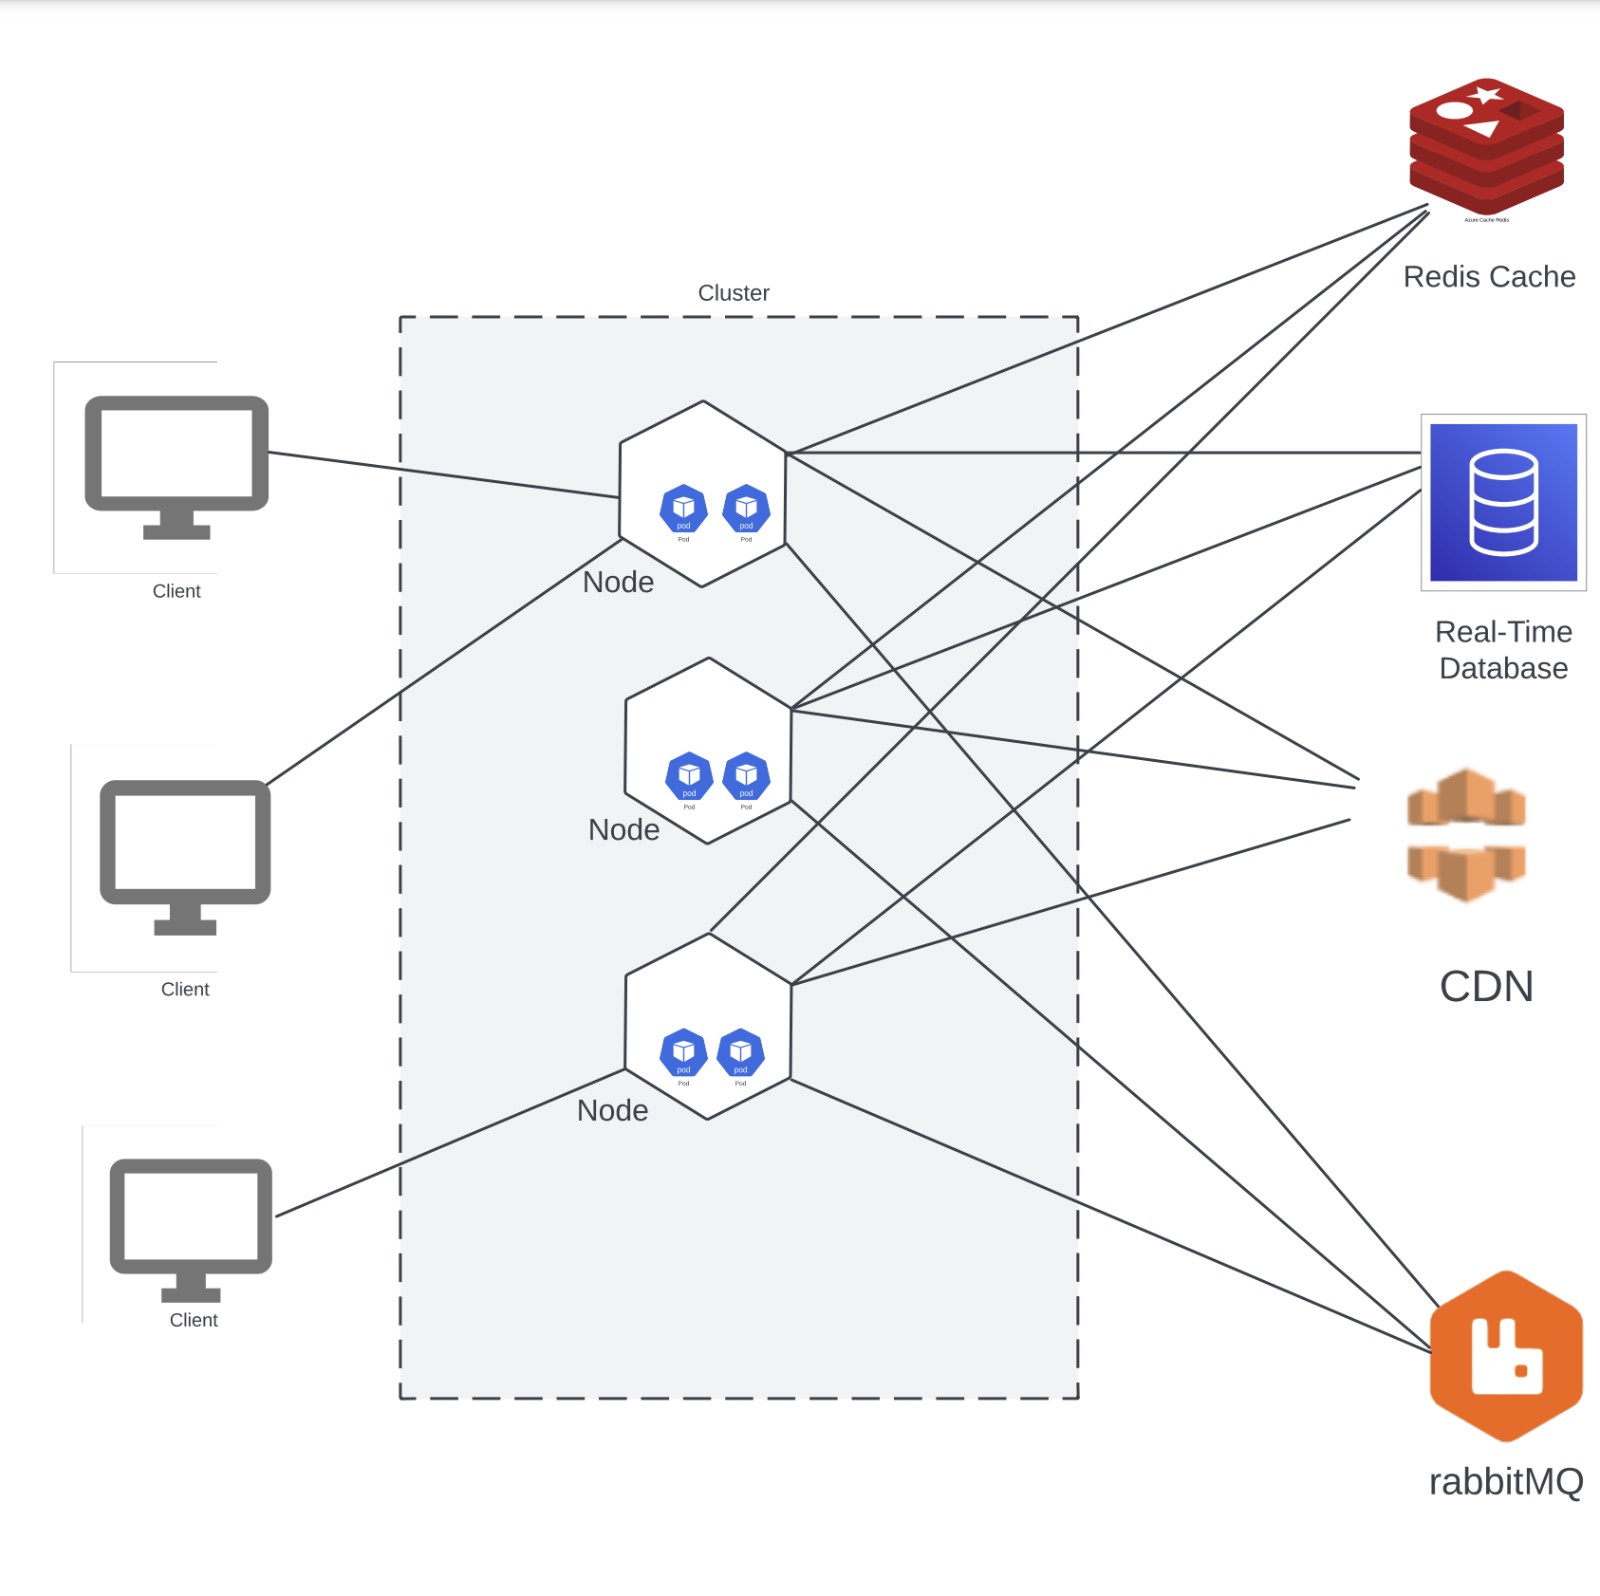 Azure Cache Redis
Redis Cache
Cluster
Client
pod
Pod
pod
Pod
Node
Real-Time
Database
pod
Pod
pod
Pod
Node
Client
CDN
pod
Pod
pod
Pod
Node
Client
rabbitMQ